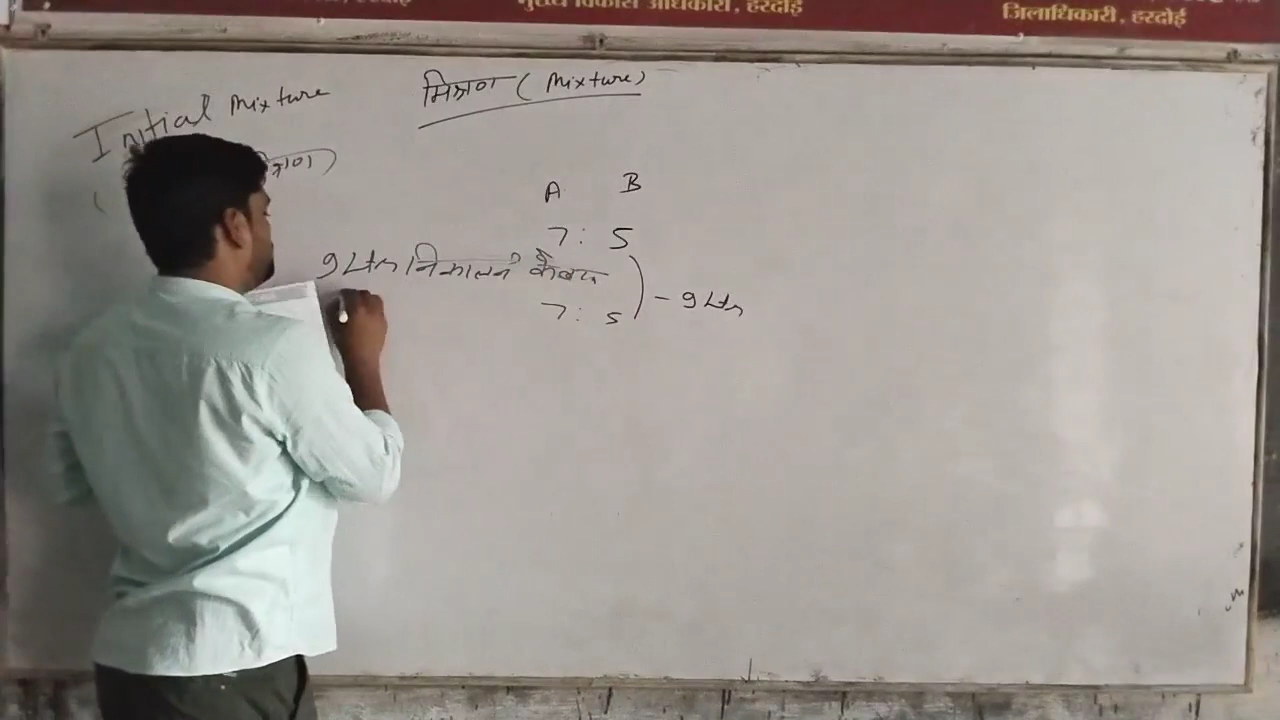 मुख्य विकास अधिकारी, हरदोई
जिलाधिकारी, हरदोई
मिश्रण (Mixture)
Initial Mixture
A B
7 : 5
9 Ltr निकालने के बाद
7 : 5 ) - 9 Ltr